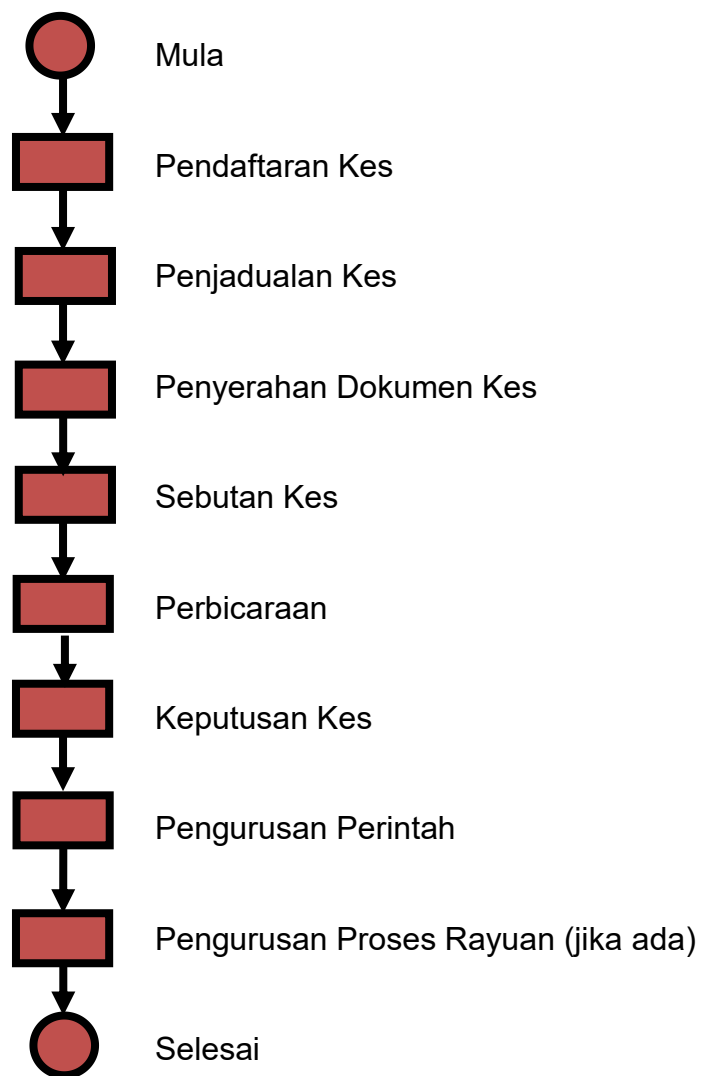 Mula
Pendaftaran Kes
Penjadualan Kes
Penyerahan Dokumen Kes
Sebutan Kes
Perbicaraan
Keputusan Kes
Pengurusan Perintah
Pengurusan Proses Rayuan (jika ada)
Selesai